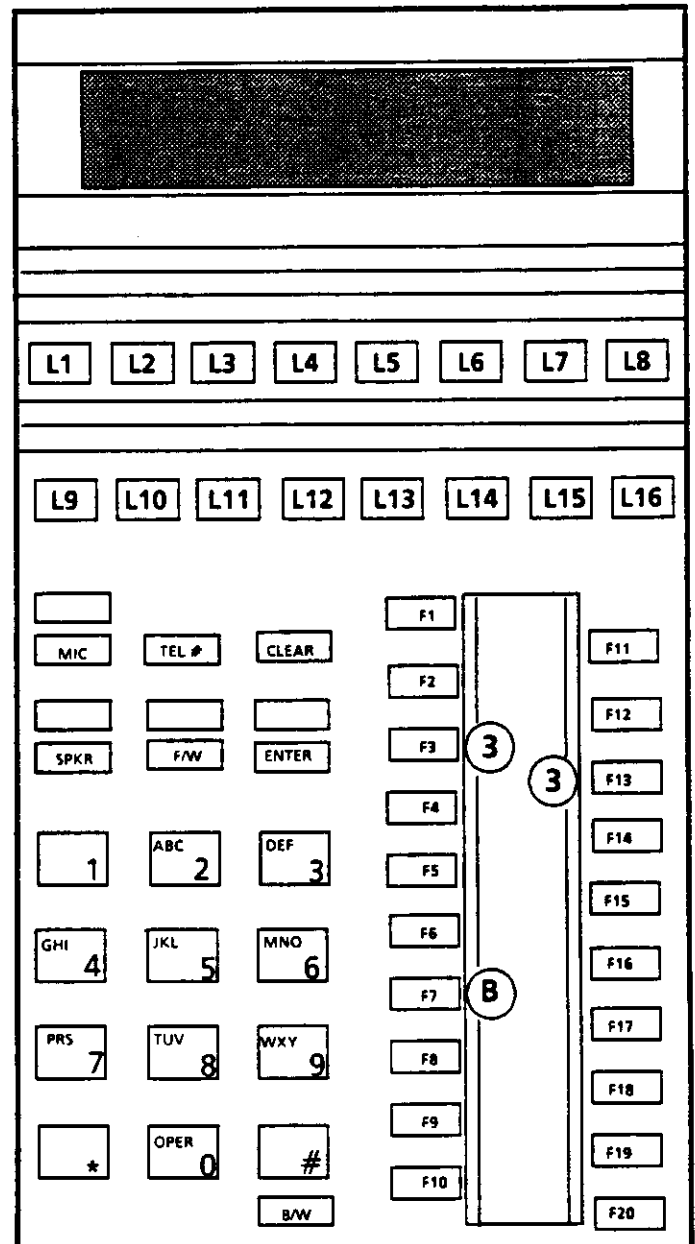 L1 L2 L3 L4 L5 L6 L7 L8
L9 L10 L11 L12 L13 L14 L15 L16
MIC TEL # CLEAR
SPKR F/W ENTER
1 ABC 2 DEF 3
GHI 4 JKL 5 MNO 6
PRS 7 TUV 8 WXY 9
* OPER 0 #
B/W
F1
F2
F3 3
F4
F5
F6
F7 B
F8
F9
F10
F11
F12
3 F13
F14
F15
F16
F17
F18
F19
F20